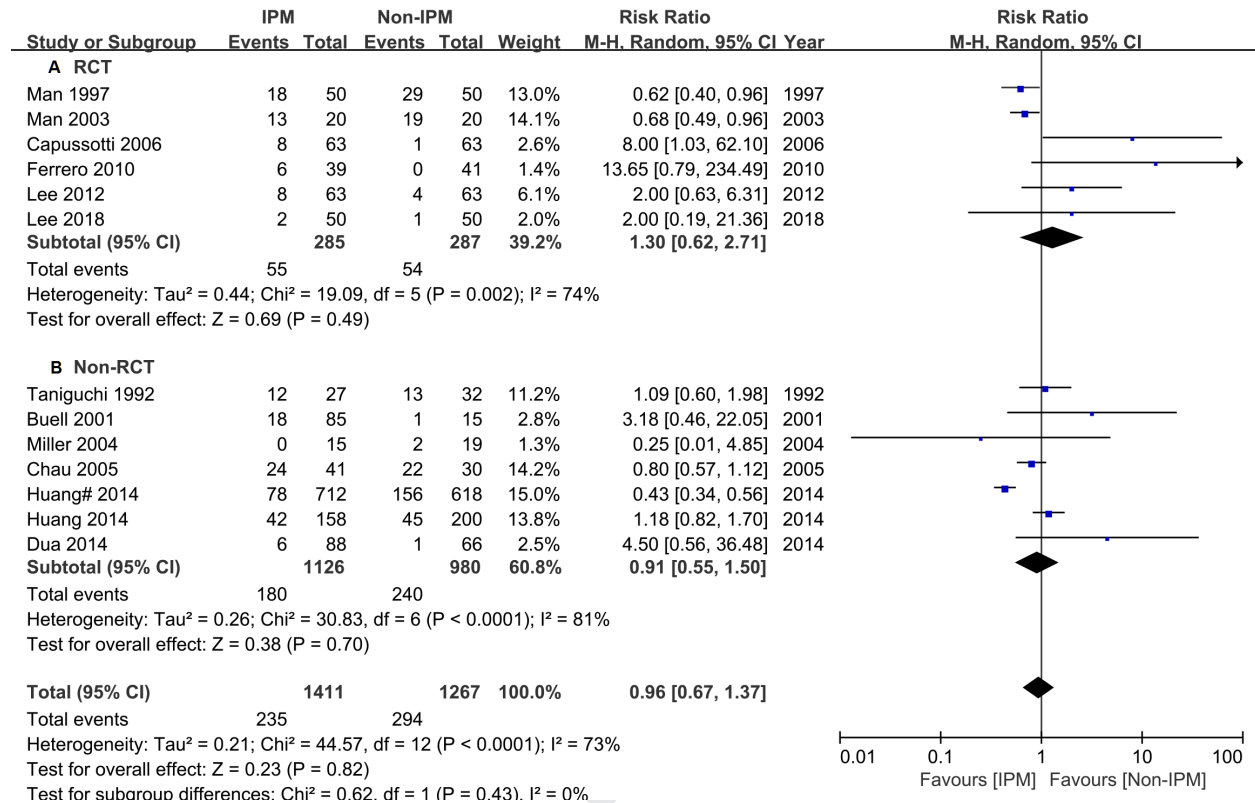 IPM Non-IPM Risk Ratio Risk Ratio
Study or Subgroup Events Total Events Total Weight M-H, Random, 95% CI Year M-H, Random, 95% CI
A RCT
Man 1997 18 50 29 50 13.0% 0.62 [0.40, 0.96] 1997
Man 2003 13 20 19 20 14.1% 0.68 [0.49, 0.96] 2003
Capussotti 2006 8 63 1 63 2.6% 8.00 [1.03, 62.10] 2006
Ferrero 2010 6 39 0 41 1.4% 13.65 [0.79, 234.49] 2010
Lee 2012 8 63 4 63 6.1% 2.00 [0.63, 6.31] 2012
Lee 2018 2 50 1 50 2.0% 2.00 [0.19, 21.36] 2018
Subtotal (95% CI) 285 287 39.2% 1.30 [0.62, 2.71]
Total events 55 54
Heterogeneity: Tau² = 0.44; Chi² = 19.09, df = 5 (P = 0.002); I² = 74%
Test for overall effect: Z = 0.69 (P = 0.49)
B Non-RCT
Taniguchi 1992 12 27 13 32 11.2% 1.09 [0.60, 1.98] 1992
Buell 2001 18 85 1 15 2.8% 3.18 [0.46, 22.05] 2001
Miller 2004 0 15 2 19 1.3% 0.25 [0.01, 4.85] 2004
Chau 2005 24 41 22 30 14.2% 0.80 [0.57, 1.12] 2005
Huang# 2014 78 712 156 618 15.0% 0.43 [0.34, 0.56] 2014
Huang 2014 42 158 45 200 13.8% 1.18 [0.82, 1.70] 2014
Dua 2014 6 88 1 66 2.5% 4.50 [0.56, 36.48] 2014
Subtotal (95% CI) 1126 980 60.8% 0.91 [0.55, 1.50]
Total events 180 240
Heterogeneity: Tau² = 0.26; Chi² = 30.83, df = 6 (P < 0.0001); I² = 81%
Test for overall effect: Z = 0.38 (P = 0.70)
Total (95% CI) 1411 1267 100.0% 0.96 [0.67, 1.37]
Total events 235 294
Heterogeneity: Tau² = 0.21; Chi² = 44.57, df = 12 (P < 0.0001); I² = 73%
Test for overall effect: Z = 0.23 (P = 0.82)
Test for subgroup differences: Chi² = 0.62, df = 1 (P = 0.43), I² = 0%
0.01 0.1 1 10 100
Favours [IPM] Favours [Non-IPM]